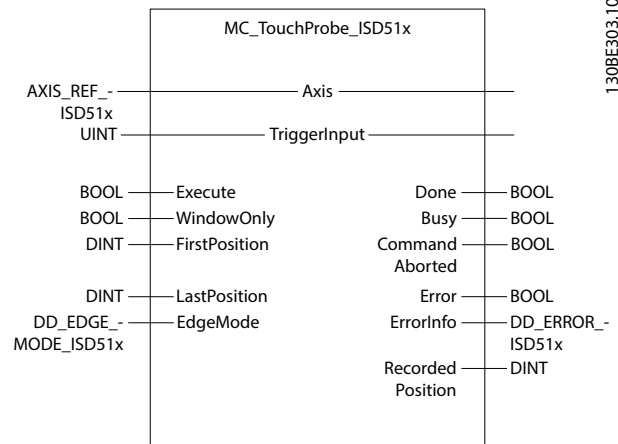 MC_TouchProbe_ISD51x
130BE303.10
AXIS_REF_- Axis
ISD51x
UINT TriggerInput
BOOL Execute Done BOOL
BOOL WindowOnly Busy BOOL
DINT FirstPosition Command BOOL
Aborted
DINT LastPosition Error BOOL
DD_EDGE_- EdgeMode ErrorInfo DD_ERROR_-
MODE_ISD51x ISD51x
Recorded DINT
Position